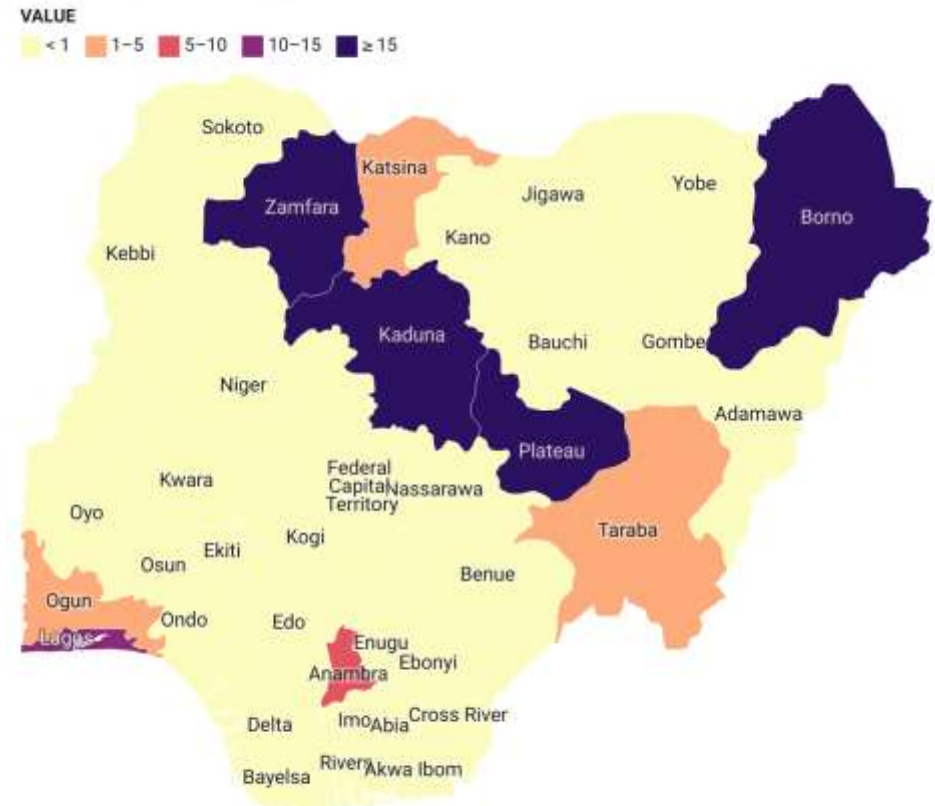 VALUE
< 1 1–5 5–10 10–15 ≥ 15
Sokoto
Katsina
Zamfara
Jigawa
Yobe
Borno
Kano
Kebbi
Kaduna
Bauchi
Gombe
Niger
Adamawa
Plateau
Federal
Capital
Territory
Nassarawa
Kwara
Oyo
Taraba
Kogi
Ekiti
Osun
Benue
Ogun
Ondo
Edo
Lagos
Enugu
Ebonyi
Anambra
Delta
Imo
Abia
Cross River
Rivers
Akwa Ibom
Bayelsa